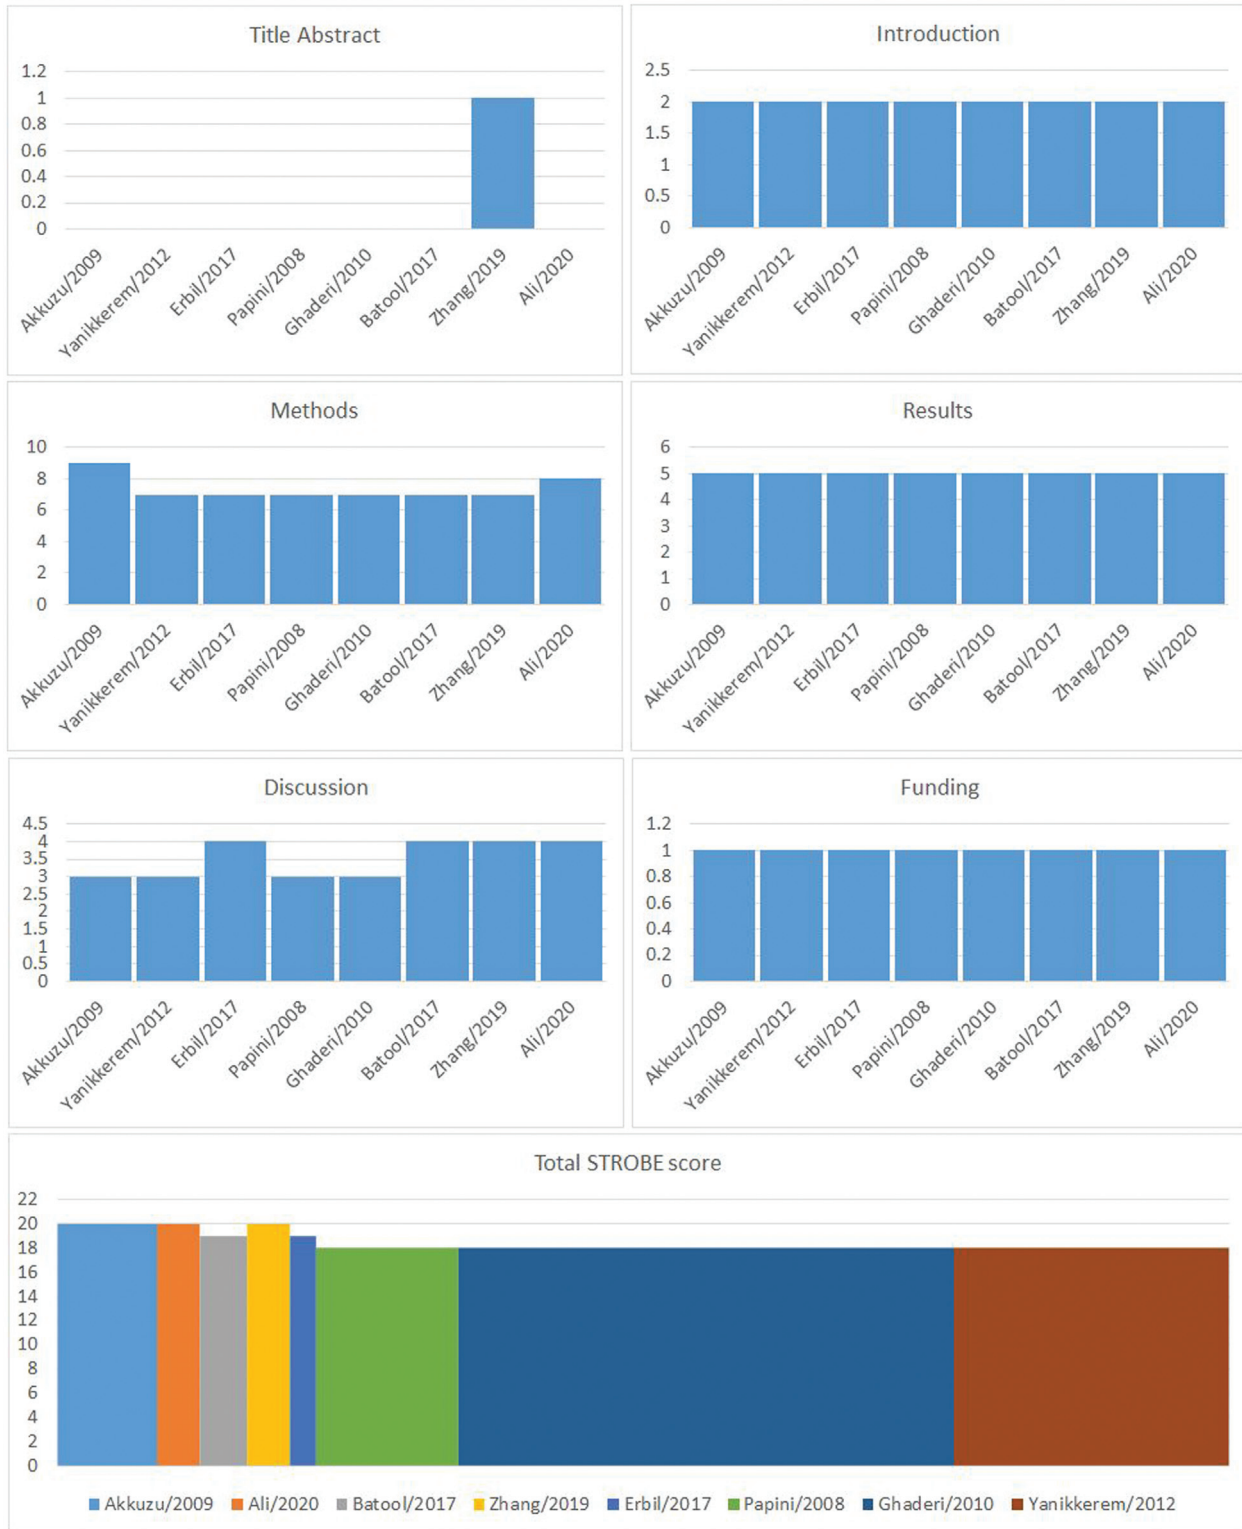 Title Abstract
1.2
1
0.8
0.6
0.4
0.2
0
Akkuzu/2009
Yanikkerem/2012
Erbil/2017
Papini/2008
Ghaderi/2010
Batool/2017
Zhang/2019
Ali/2020
Introduction
2.5
2
1.5
1
0.5
0
Akkuzu/2009
Yanikkerem/2012
Erbil/2017
Papini/2008
Ghaderi/2010
Batool/2017
Zhang/2019
Ali/2020
Methods
10
8
6
4
2
0
Akkuzu/2009
Yanikkerem/2012
Erbil/2017
Papini/2008
Ghaderi/2010
Batool/2017
Zhang/2019
Ali/2020
Results
6
5
4
3
2
1
0
Akkuzu/2009
Yanikkerem/2012
Erbil/2017
Papini/2008
Ghaderi/2010
Batool/2017
Zhang/2019
Ali/2020
Discussion
4.5
4
3.5
3
2.5
2
1.5
1
0.5
0
Akkuzu/2009
Yanikkerem/2012
Erbil/2017
Papini/2008
Ghaderi/2010
Batool/2017
Zhang/2019
Ali/2020
Funding
1.2
1
0.8
0.6
0.4
0.2
0
Akkuzu/2009
Yanikkerem/2012
Erbil/2017
Papini/2008
Ghaderi/2010
Batool/2017
Zhang/2019
Ali/2020
Total STROBE score
22
20
18
16
14
12
10
8
6
4
2
0
Akkuzu/2009 Ali/2020 Batool/2017 Zhang/2019 Erbil/2017 Papini/2008 Ghaderi/2010 Yanikkerem/2012